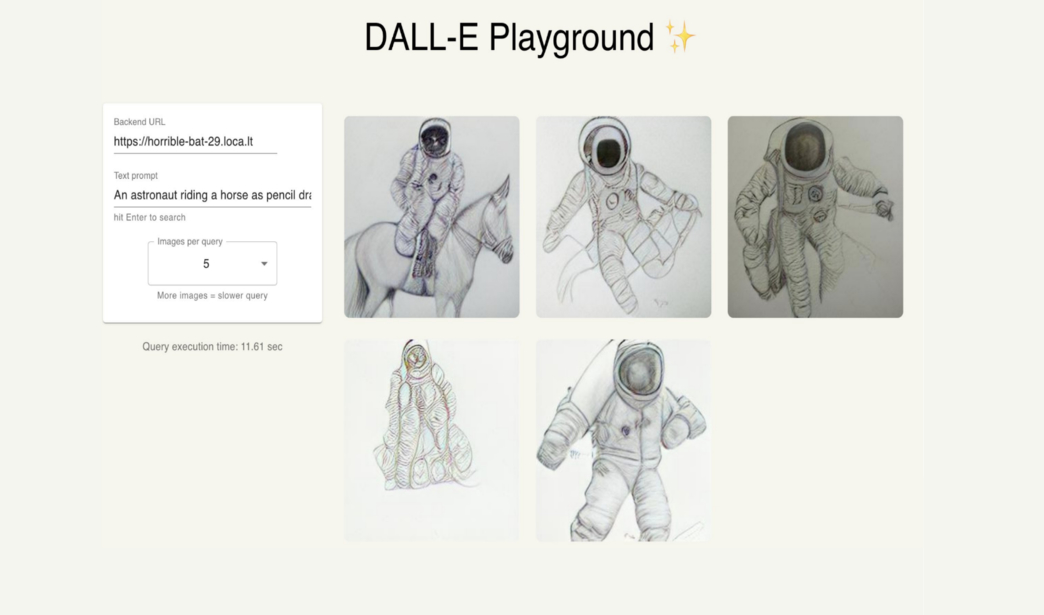 DALL-E Playground ✨
Backend URL
https://horrible-bat-29.loca.lt
Text prompt
An astronaut riding a horse as pencil dra
hit Enter to search
Images per query
5
More images = slower query
Query execution time: 11.61 sec